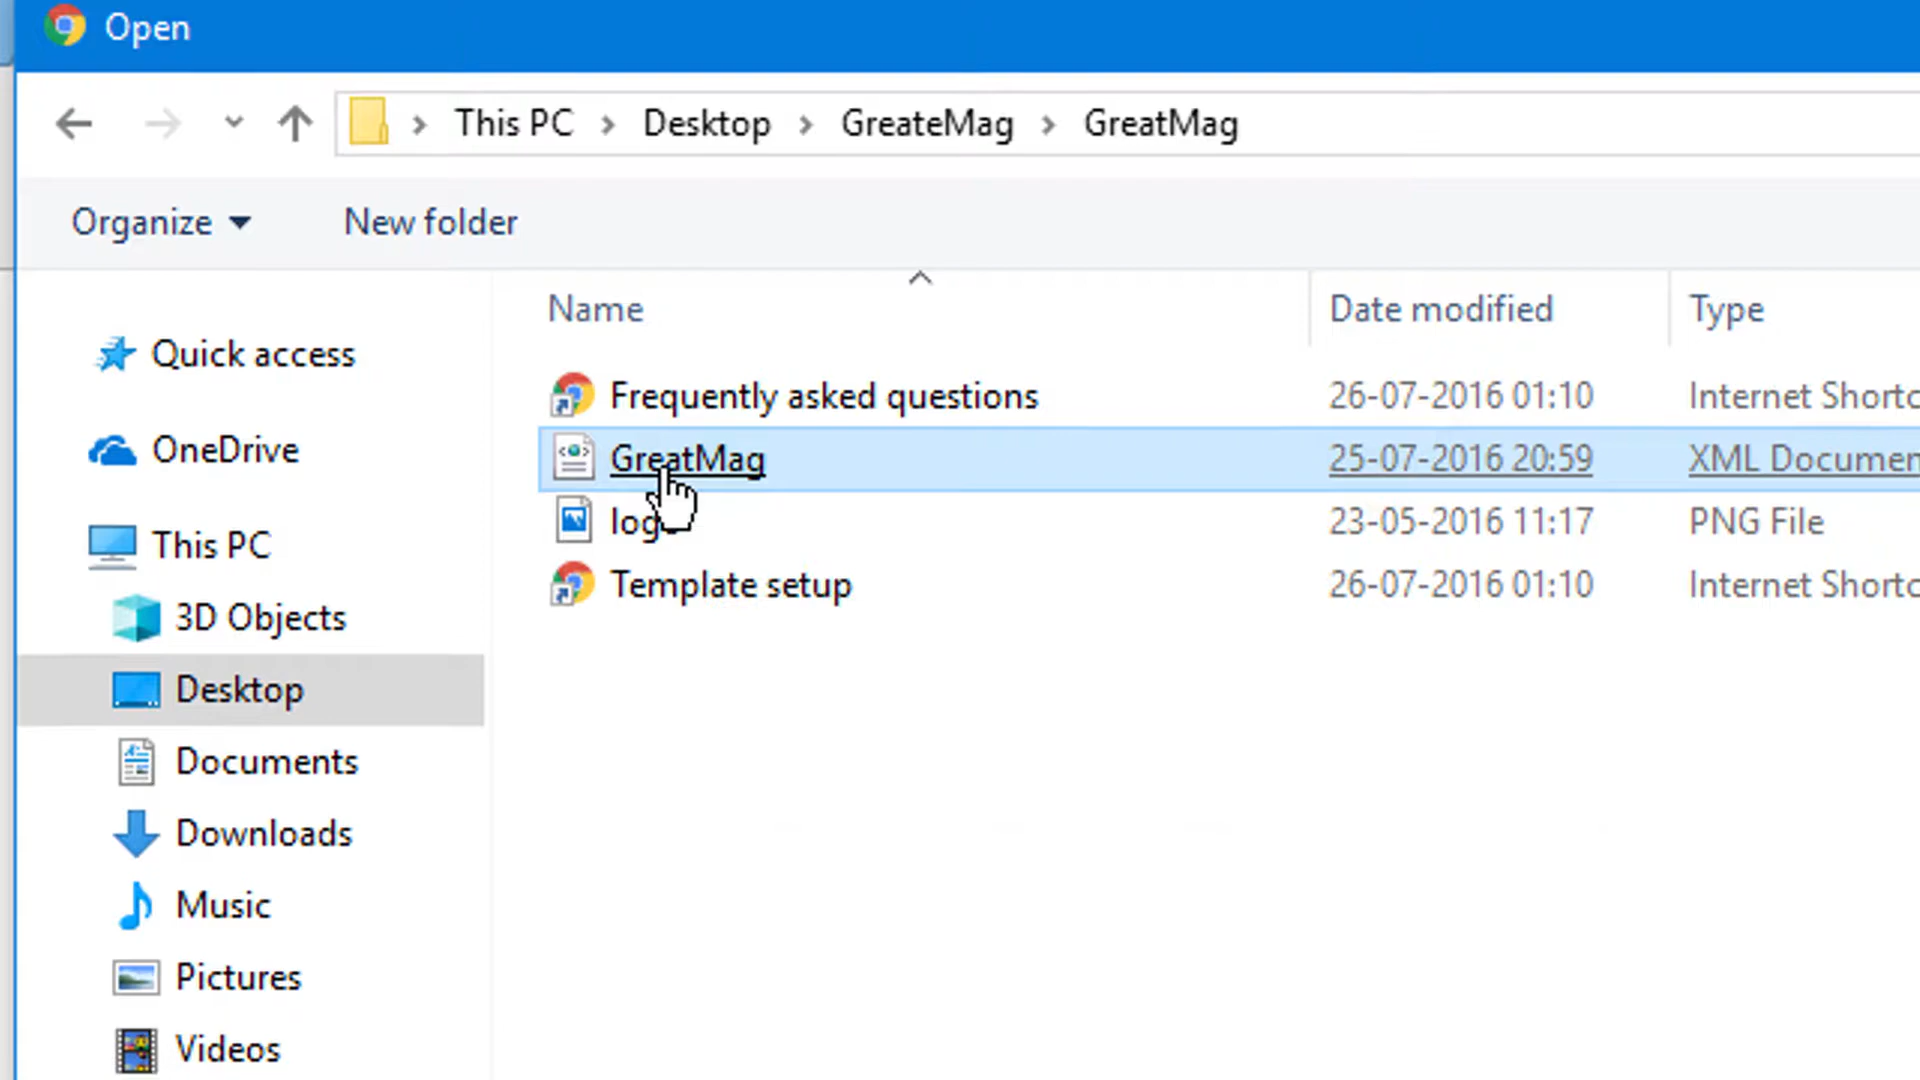 Open
This PC > Desktop > GreateMag > GreatMag
Organize New folder
Name Date modified Type
Quick access
OneDrive
This PC
3D Objects
Desktop
Documents
Downloads
Music
Pictures
Videos
Frequently asked questions 26-07-2016 01:10 Internet Shortc
GreatMag 25-07-2016 20:59 XML Documen
23-05-2016 11:17 PNG File
Template setup 26-07-2016 01:10 Internet Shortc